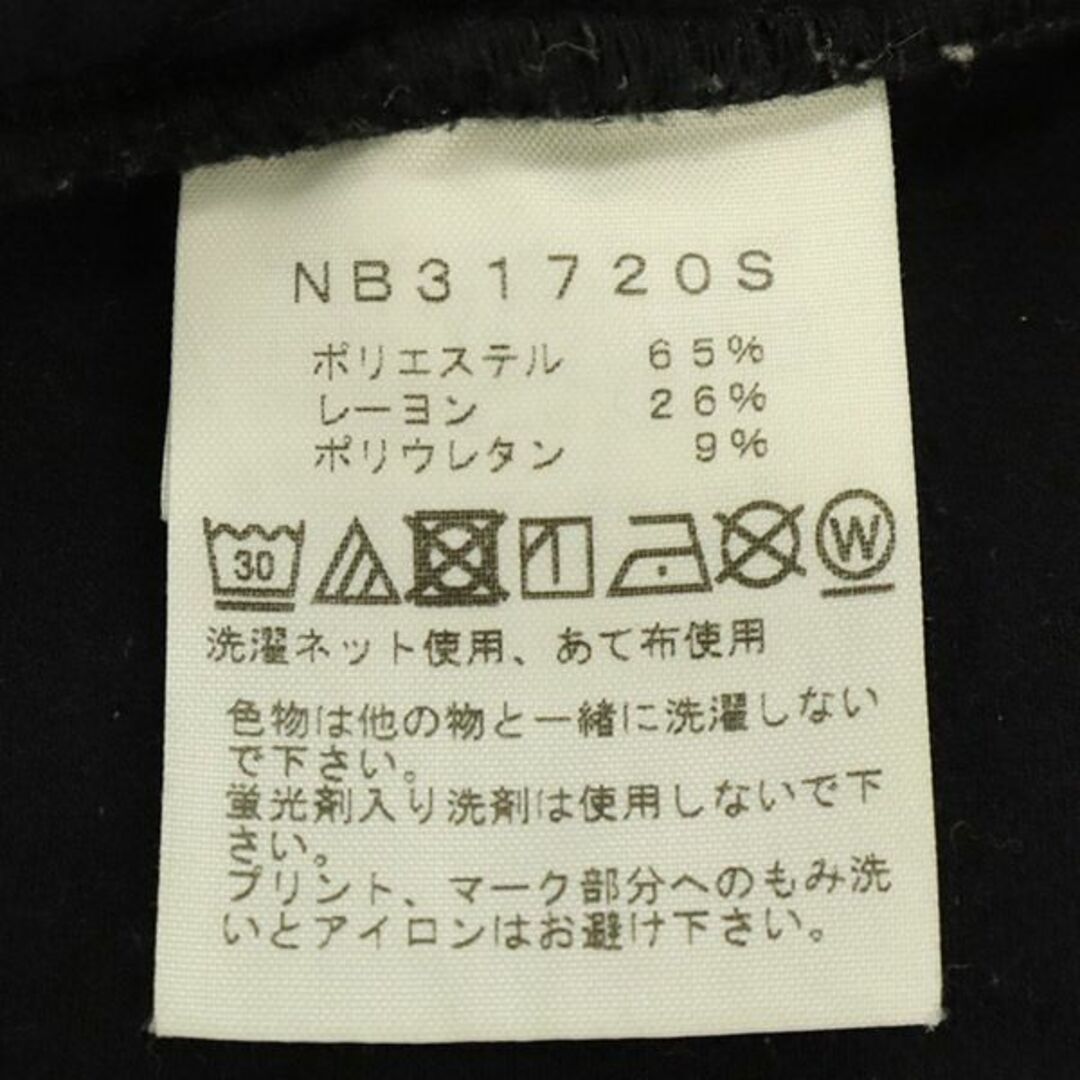 NB31720S
ポリエステル 65%
レーヨン 26%
ポリウレタン 9%
30 W
洗濯ネット使用、あて布使用
色物は他の物と一緒に洗濯しない
で下さい。
蛍光剤入り洗剤は使用しないで下
さい。
プリント、マーク部分へのもみ洗
いとアイロンはお避け下さい。